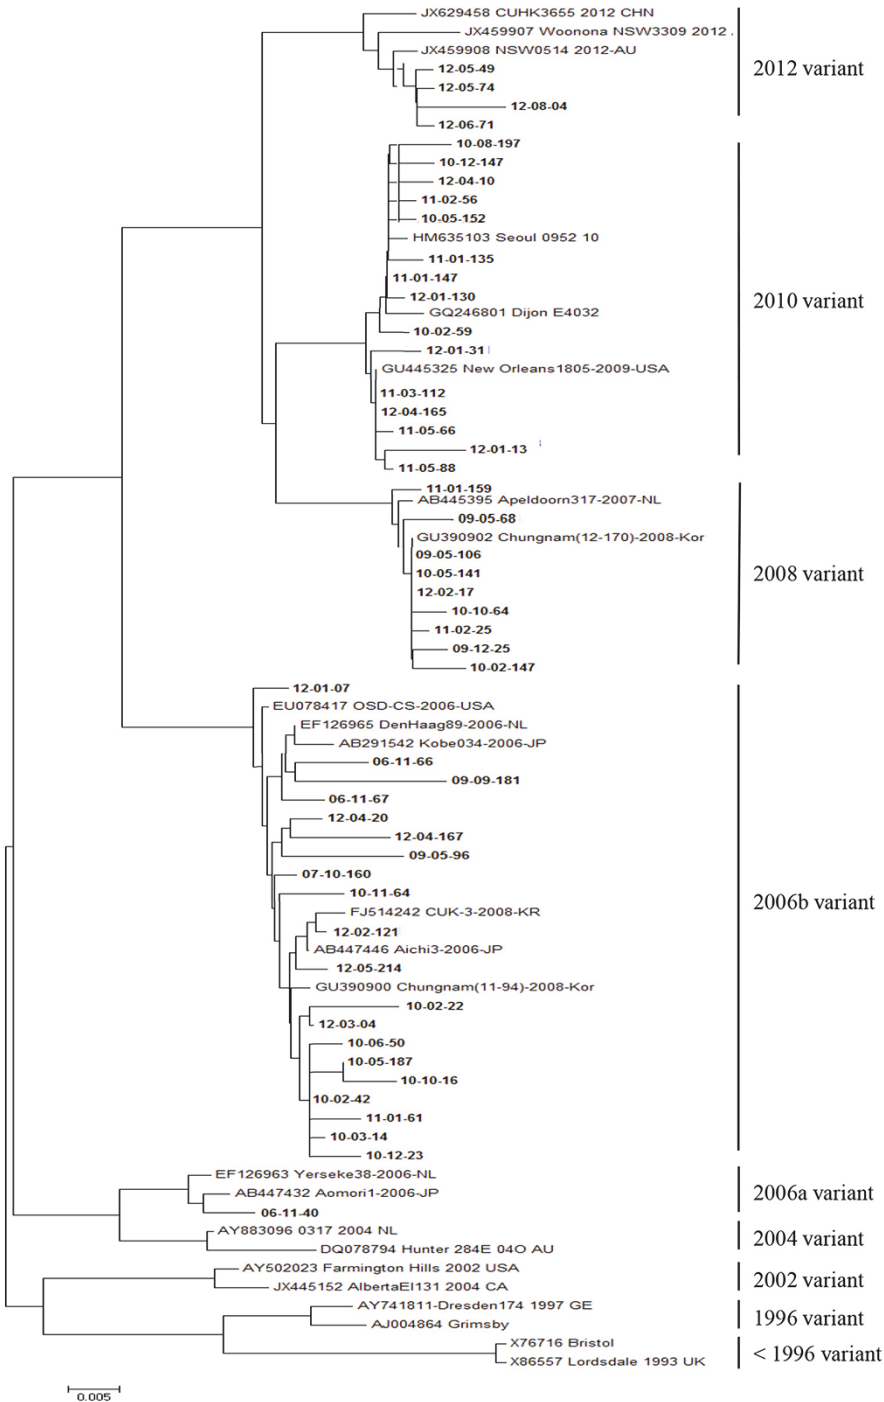 JX629458 CUHK3655 2012 CHN
JX459907 Woonona NSW3309 2012 .
JX459908 NSW0514 2012-AU
12-05-49
12-05-74
12-08-04
12-06-71
2012 variant
10-08-197
10-12-147
12-04-10
11-02-56
10-05-152
HM635103 Seoul 0952 10
11-01-135
11-01-147
12-01-130
GQ246801 Dijon E4032
10-02-59
12-01-31
GU445325 New Orleans1805-2009-USA
11-03-112
12-04-165
11-05-66
12-01-13
11-05-88
2010 variant
11-01-159
AB445395 Apeldoorn317-2007-NL
09-05-68
GU390902 Chungnam(12-170)-2008-Kor
09-05-106
10-05-141
12-02-17
10-10-64
11-02-25
09-12-25
10-02-147
2008 variant
12-01-07
EU078417 OSD-CS-2006-USA
EF126965 DenHaag89-2006-NL
AB291542 Kobe034-2006-JP
06-11-66
09-09-181
06-11-67
12-04-20
12-04-167
09-05-96
07-10-160
10-11-64
FJ514242 CUK-3-2008-KR
12-02-121
AB447446 Aichi3-2006-JP
12-05-214
GU390900 Chungnam(11-94)-2008-Kor
10-02-22
12-03-04
10-06-50
10-05-187
10-10-16
10-02-42
11-01-61
10-03-14
10-12-23
2006b variant
EF126963 Yerseke38-2006-NL
AB447432 Aomori1-2006-JP
06-11-40
2006a variant
AY883096 0317 2004 NL
DQ078794 Hunter 284E 04O AU
2004 variant
AY502023 Farmington Hills 2002 USA
JX445152 AlbertaEI131 2004 CA
2002 variant
AY741811-Dresden174 1997 GE
AJ004864 Grimsby
1996 variant
X76716 Bristol
X86557 Lordsdale 1993 UK
< 1996 variant
0.005